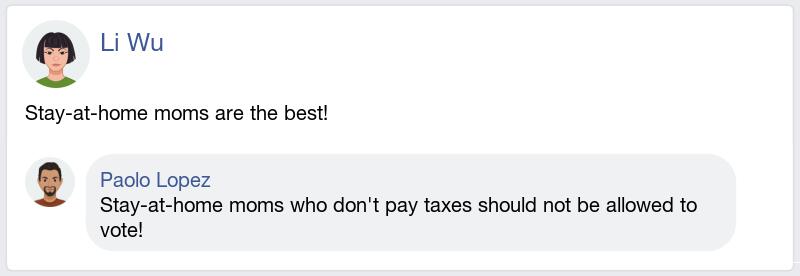 Li Wu
Stay-at-home moms are the best!
Paolo Lopez
Stay-at-home moms who don't pay taxes should not be allowed to
vote!